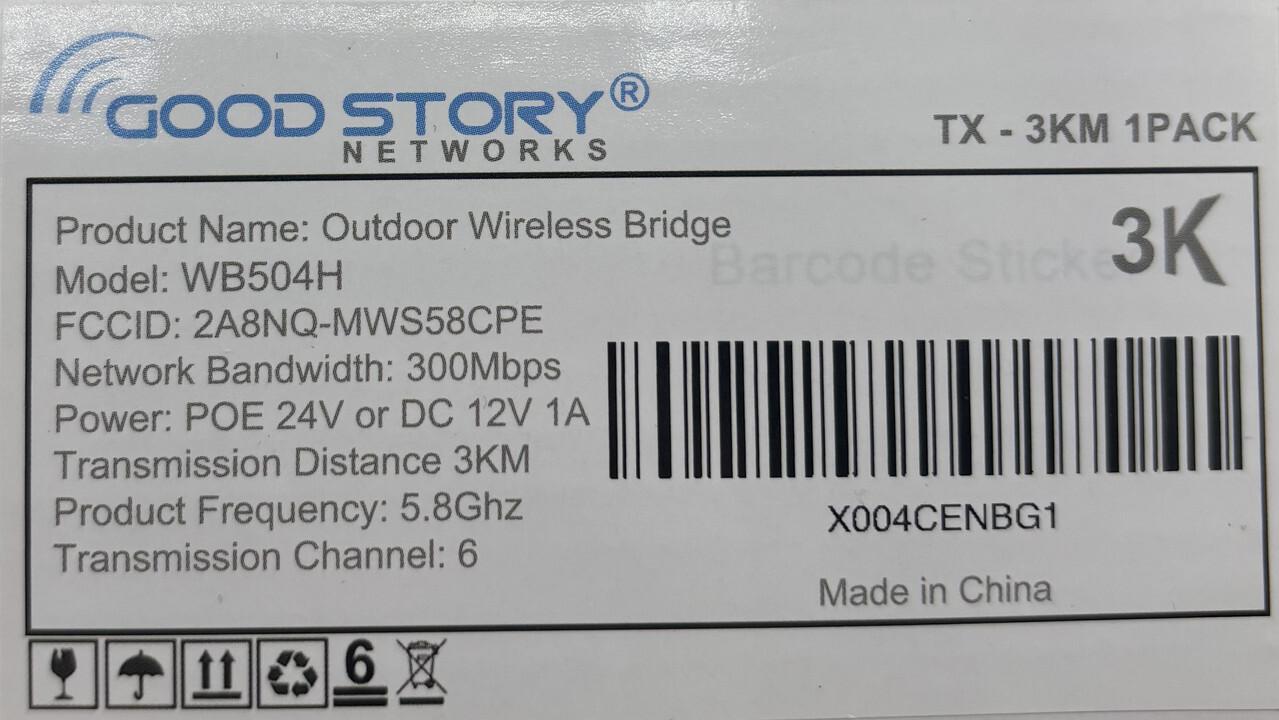 GOOD STORY®
NETWORKS
TX - 3KM 1PACK
Product Name: Outdoor Wireless Bridge
3K
Barcode Sticke
Model: WB504H
FCCID: 2A8NQ-MWS58CPE
Network Bandwidth: 300Mbps
Power: POE 24V or DC 12V 1A
Transmission Distance 3KM
Product Frequency: 5.8Ghz
Transmission Channel: 6
X004CENBG1
Made in China
6